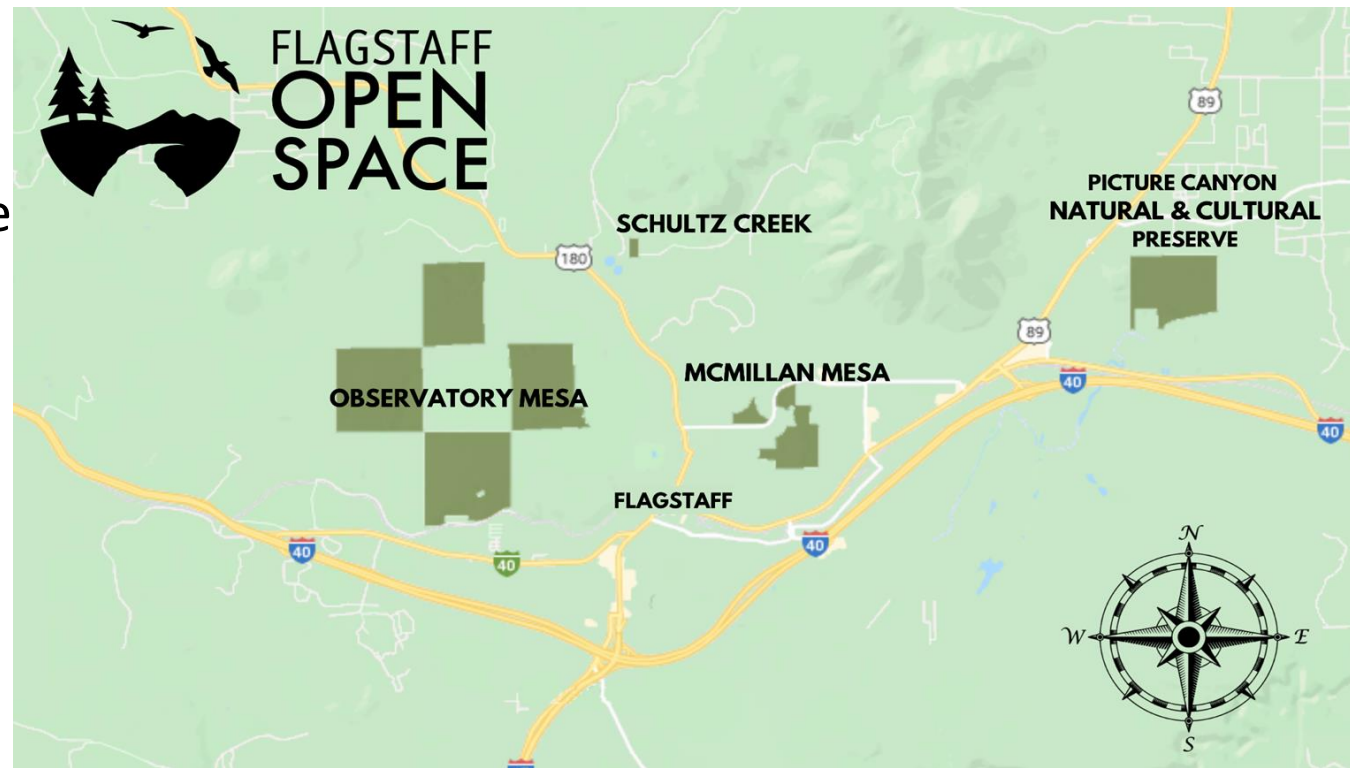 FLAGSTAFF
OPEN
SPACE
e
89
PICTURE CANYON
NATURAL & CULTURAL
PRESERVE
SCHULTZ CREEK
180
89
MCMILLAN MESA
40
OBSERVATORY MESA
40
FLAGSTAFF
40
40
40
N
W
E
S